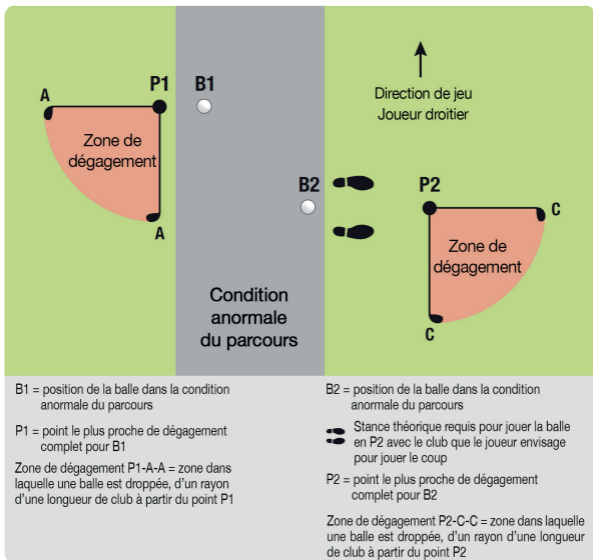 P1
B1
A
Zone de
dégagement
A
Direction de jeu
Joueur droitier
B2
P2
C
Zone de
dégagement
C
Condition
anormale
du parcours
B1 = position de la balle dans la condition
anormale du parcours
P1 = point le plus proche de dégagement
complet pour B1
Zone de dégagement P1-A-A = zone dans
laquelle une balle est droppée, d'un rayon
d'une longueur de club à partir du point P1
B2 = position de la balle dans la condition
anormale du parcours
Stance théorique requis pour jouer la balle
en P2 avec le club que le joueur envisage
pour jouer le coup
P2 = point le plus proche de dégagement
complet pour B2
Zone de dégagement P2-C-C = zone dans laquelle
une balle est droppée, d'un rayon d'une longueur
de club à partir du point P2